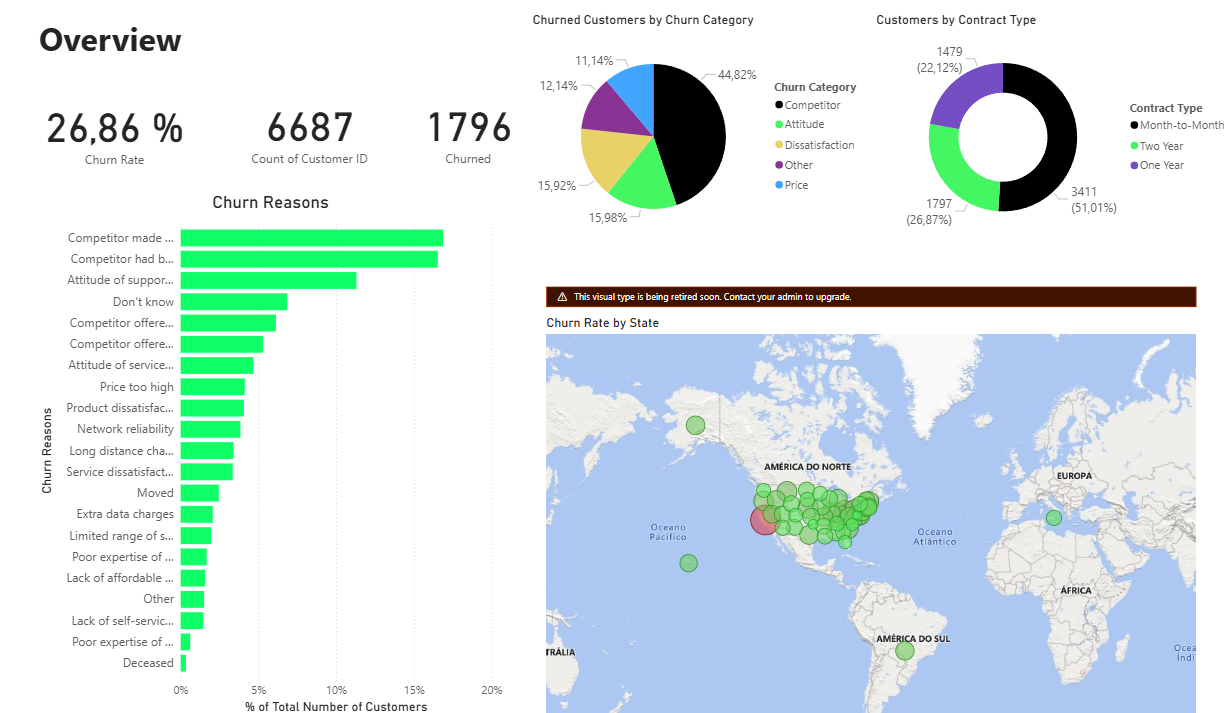 Overview
26,86 %
Churn Rate
6687
Count of Customer ID
1796
Churned
Churned Customers by Churn Category
11,14%
44,82%
12,14%
15,92%
15,98%
Churn Category
Competitor
Attitude
Dissatisfaction
Other
Price
Customers by Contract Type
1479
(22,12%)
1797
(26,87%)
3411
(51,01%)
Contract Type
Month-to-Month
Two Year
One Year
Churn Reasons
Churn Reasons
Competitor made ...
Competitor had b...
Attitude of suppor...
Don't know
Competitor offere...
Competitor offere...
Attitude of service...
Price too high
Product dissatisfac...
Network reliability
Long distance cha...
Service dissatisfact...
Moved
Extra data charges
Limited range of s...
Poor expertise of ...
Lack of affordable ...
Other
Lack of self-servic...
Poor expertise of ...
Deceased
0%
5%
10%
15%
20%
% of Total Number of Customers
This visual type is being retired soon. Contact your admin to upgrade.
Churn Rate by State
AMÉRICA DO NORTE
EUROPA
Oceano
Pacífico
Oceano
Atlântico
ÁFRICA
AMÉRICA DO SUL
TRÁLIA
Ocea
Índi